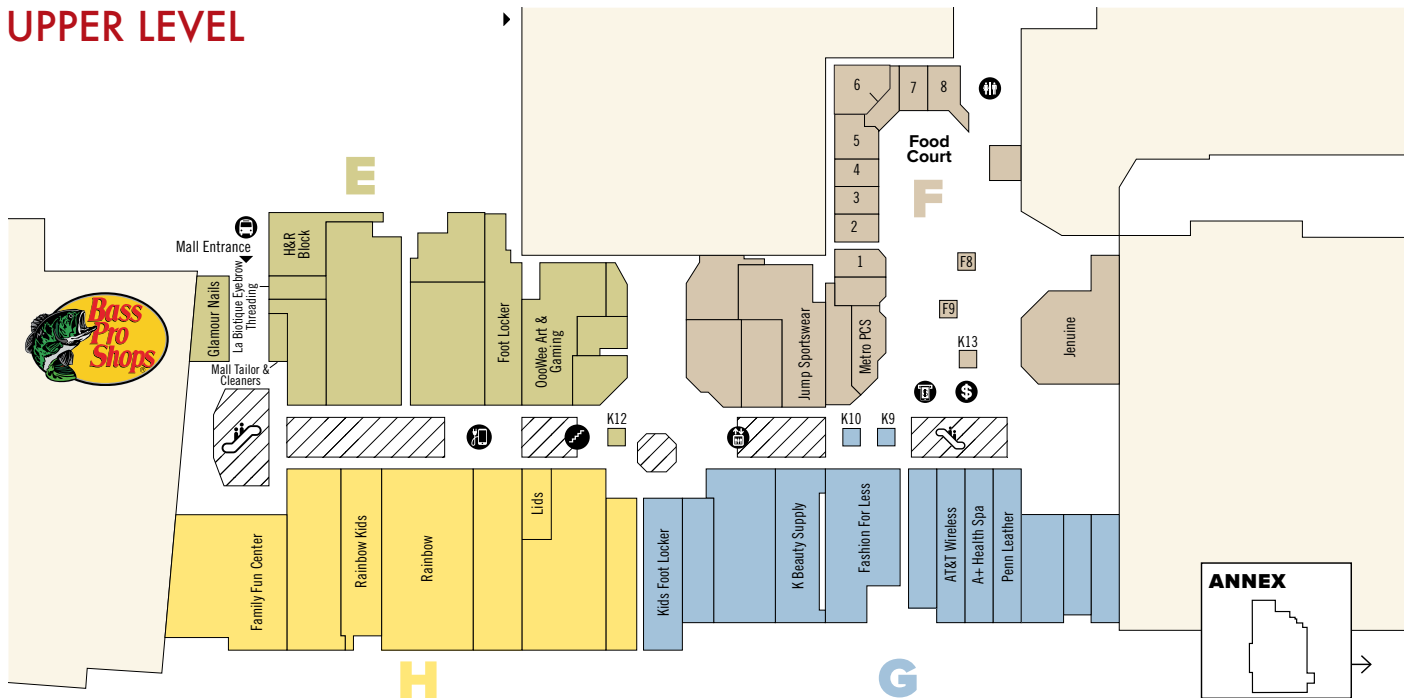 UPPER LEVEL
6
7
8
5
4
3
2
1
Food
Court
F
E
Mall Entrance
H&R
Block
La Biotique Eyebrow
Threading
Glamour Nails
Mall Tailor &
Cleaners
Bass
Pro
Shops
Foot Locker
OooWee Art &
Gaming
Jump Sportswear
Metro PCS
F8
F9
K13
Jenuine
$
K12
K10
K9
Family Fun Center
Rainbow Kids
Rainbow
Lids
Kids Foot Locker
K Beauty Supply
Fashion For Less
AT&T Wireless
A+ Health Spa
Penn Leather
ANNEX
H
G